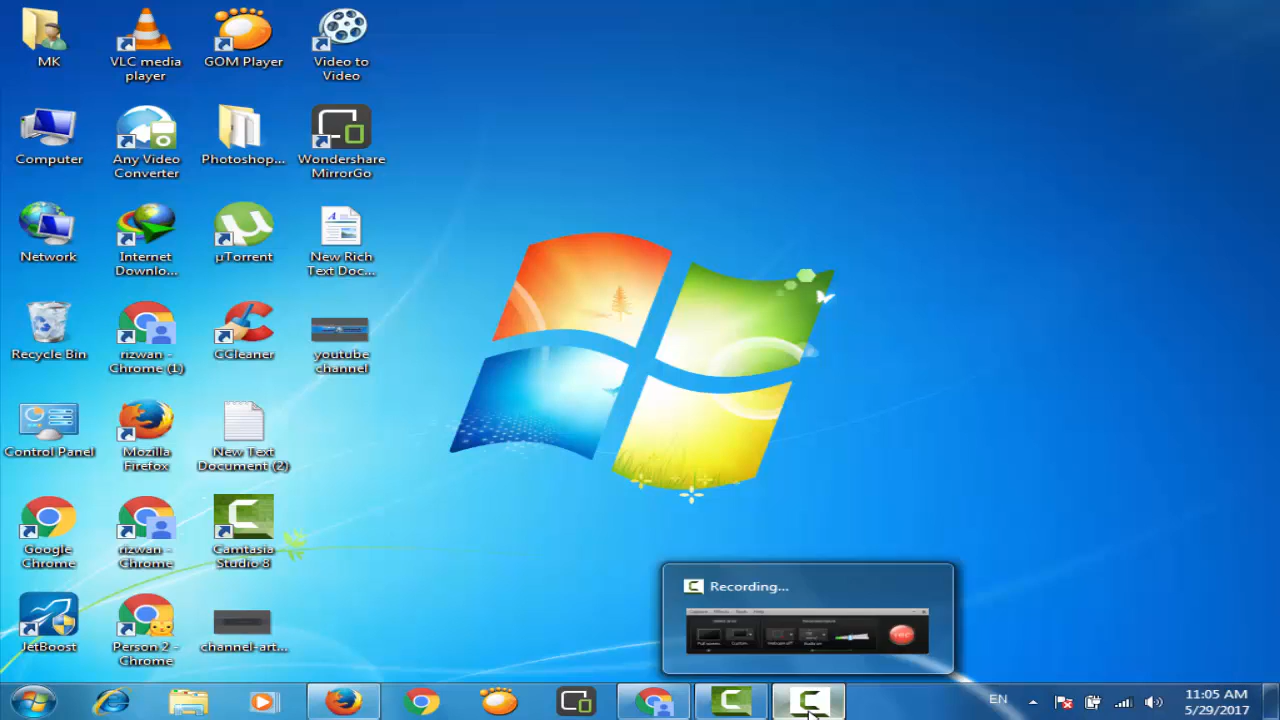 MK
VLC media
player
GOM Player
Video to
Video
Computer
Any Video
Converter
Photoshop...
Wondershare
MirrorGo
Network
Internet
Downlo...
µTorrent
New Rich
Text Doc...
Recycle Bin
rizwan -
Chrome (1)
CCleaner
youtube
channel
Control Panel
Mozilla
Firefox
New Text
Document (2)
Google
Chrome
rizwan -
Chrome
Camtasia
Studio 8
JetBoost
Person 2 -
Chrome
channel-art...
Recording...
rec
EN
11:05 AM
5/29/2017